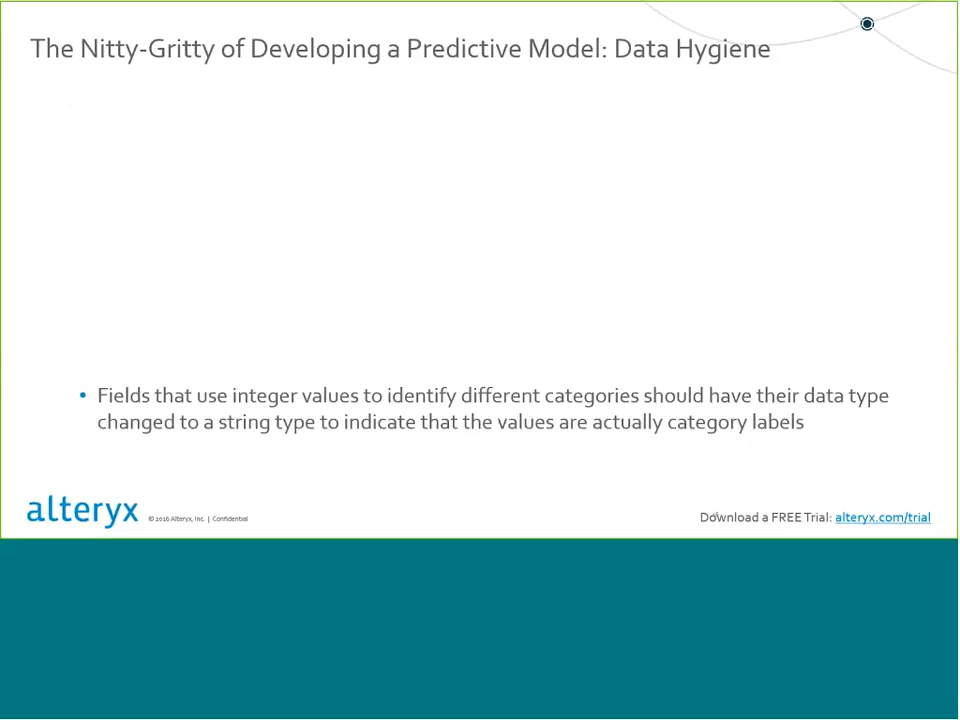 The Nitty-Gritty of Developing a Predictive Model: Data Hygiene
• Fields that use integer values to identify different categories should have their data type
changed to a string type to indicate that the values are actually category labels
alteryx © 2016 Alteryx, Inc. | Confidential Download a FREE Trial: alteryx.com/trial